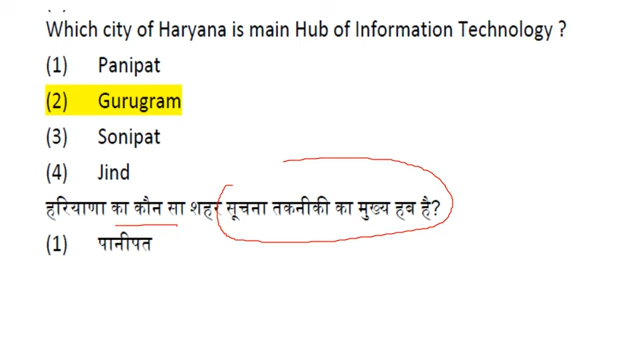 Which city of Haryana is main Hub of Information Technology ?
(1) Panipat
(2) Gurugram
(3) Sonipat
(4) Jind
हरियाणा का कौन सा शहर सूचना तकनीकी का मुख्य हब है?
(1) पानीपत